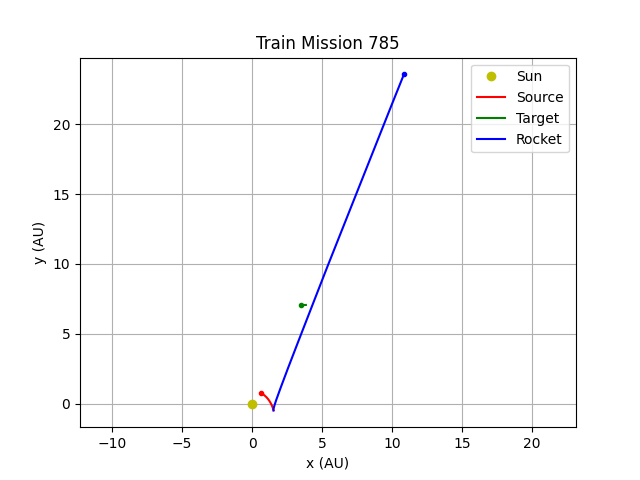 Train Mission 785
Sun
Source
Target
Rocket
y (AU)
20
15
10
5
0
−10
−5
0
5
10
15
20
x (AU)